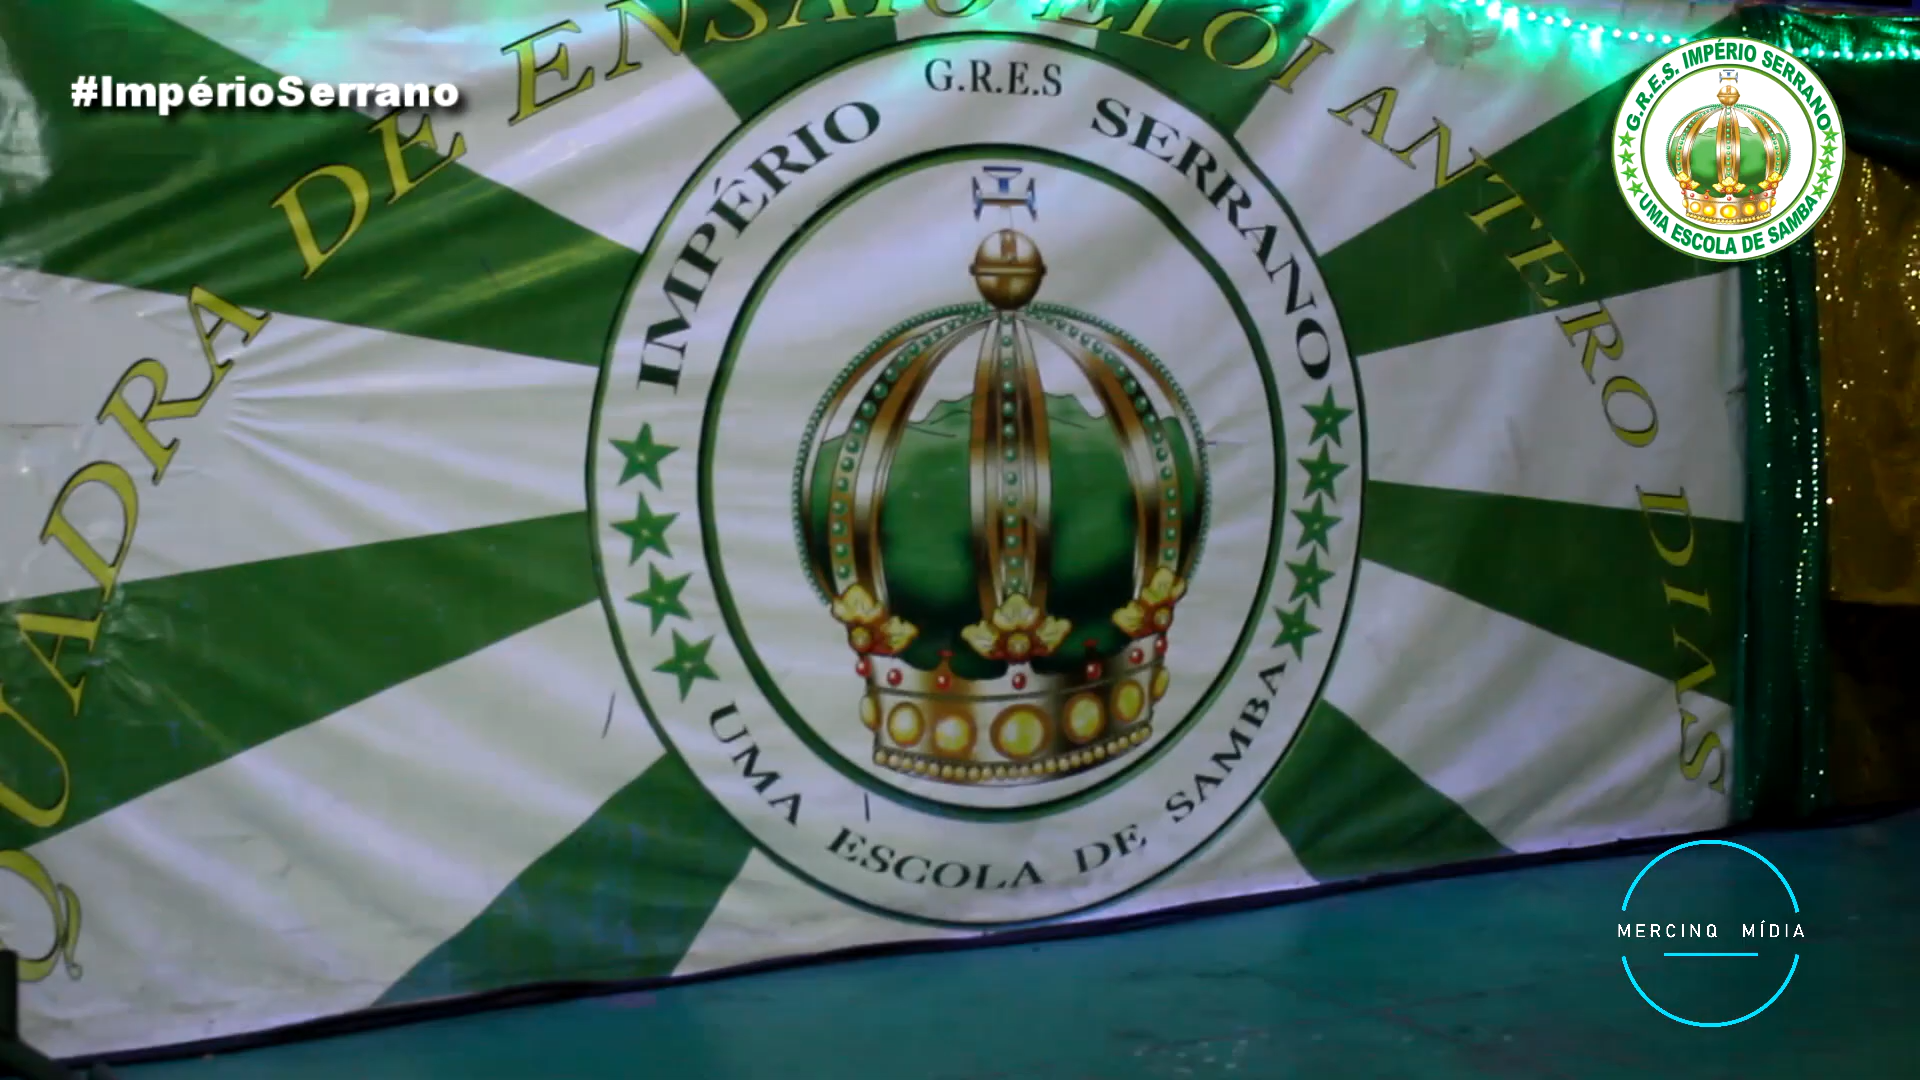 #ImpérioSerrano
QUADRA DE ENSAIO ELÓI ANTERO DIAS
G.R.E.S
IMPÉRIO SERRANO
UMA ESCOLA DE SAMBA
G.R.E.S. IMPÉRIO SERRANO
UMA ESCOLA DE SAMBA
MERCINQ MÍDIA